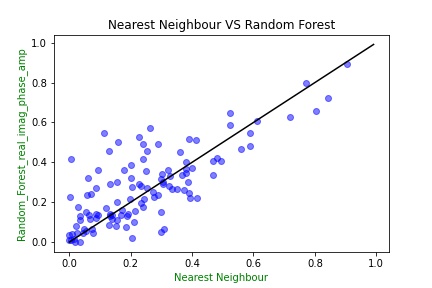 Nearest Neighbour VS Random Forest
Random_Forest_real_imag_phase_amp
1.0
0.8
0.6
0.4
0.2
0.0
0.0 0.2 0.4 0.6 0.8 1.0
Nearest Neighbour